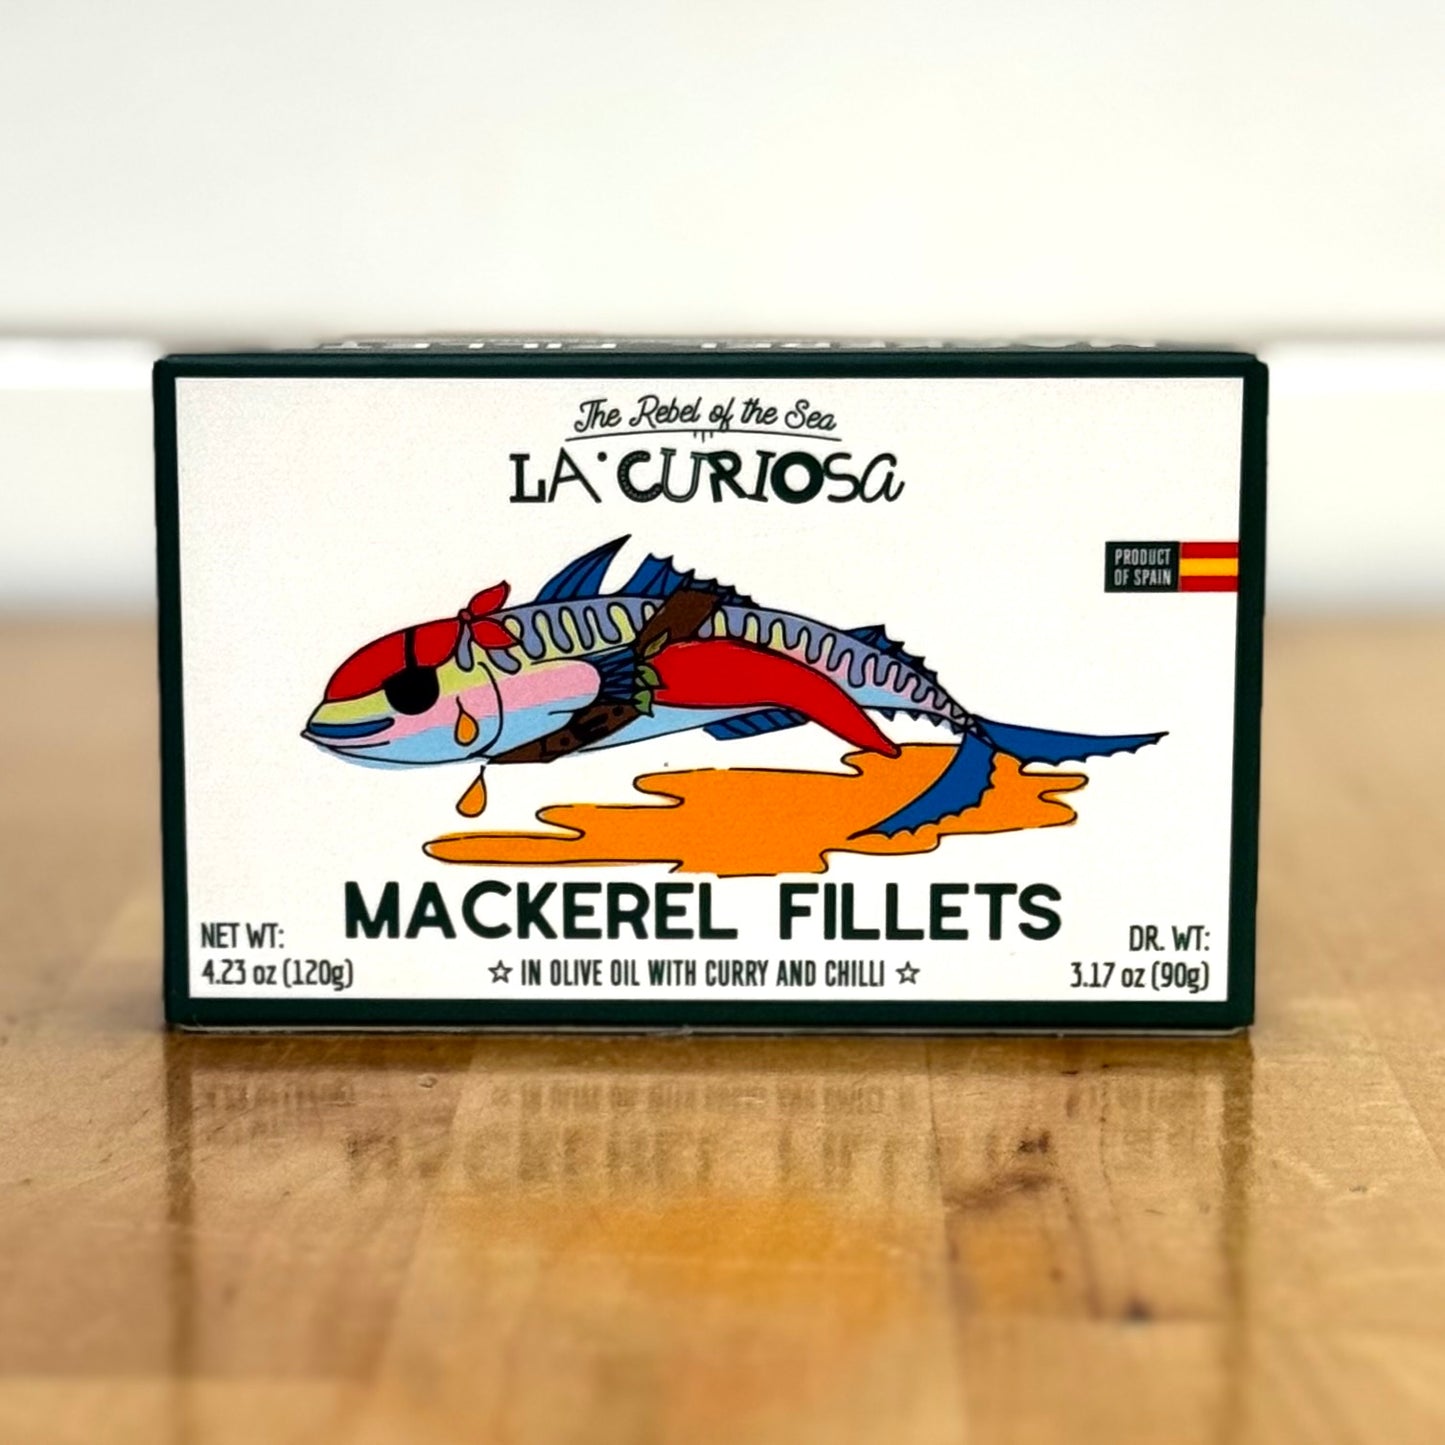 The Rebel of the Sea
LA CURIOSA
PRODUCT
OF SPAIN
MACKEREL FILLETS
NET WT:
4.23 oz (120g)
☆ IN OLIVE OIL WITH CURRY AND CHILLI ☆
DR. WT:
3.17 oz (90g)